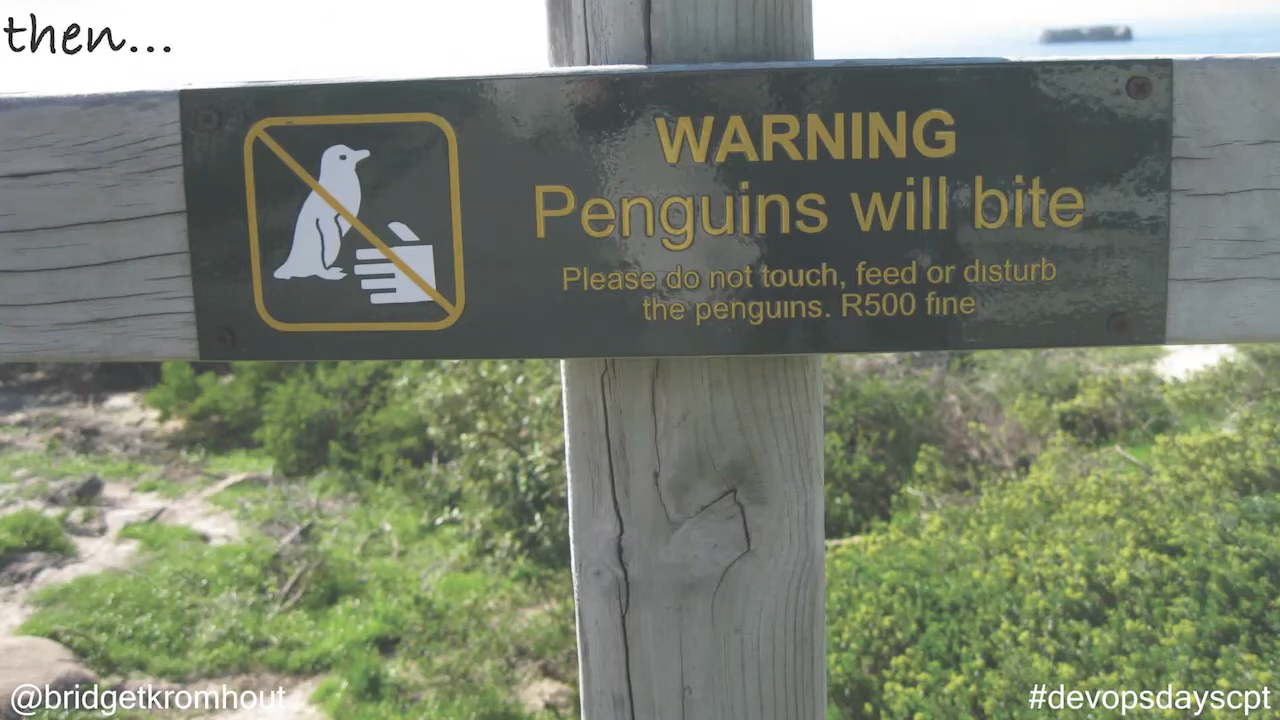 then...
WARNING
Penguins will bite
Please do not touch, feed or disturb
the penguins. R500 fine
@bridgetkromhout
#devopsdayscpt